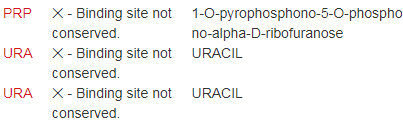 PRP X - Binding site not 1-O-pyrophosphono-5-O-phospho
conserved. no-alpha-D-ribofuranose
URA X - Binding site not URACIL
conserved.
URA X - Binding site not URACIL
conserved.